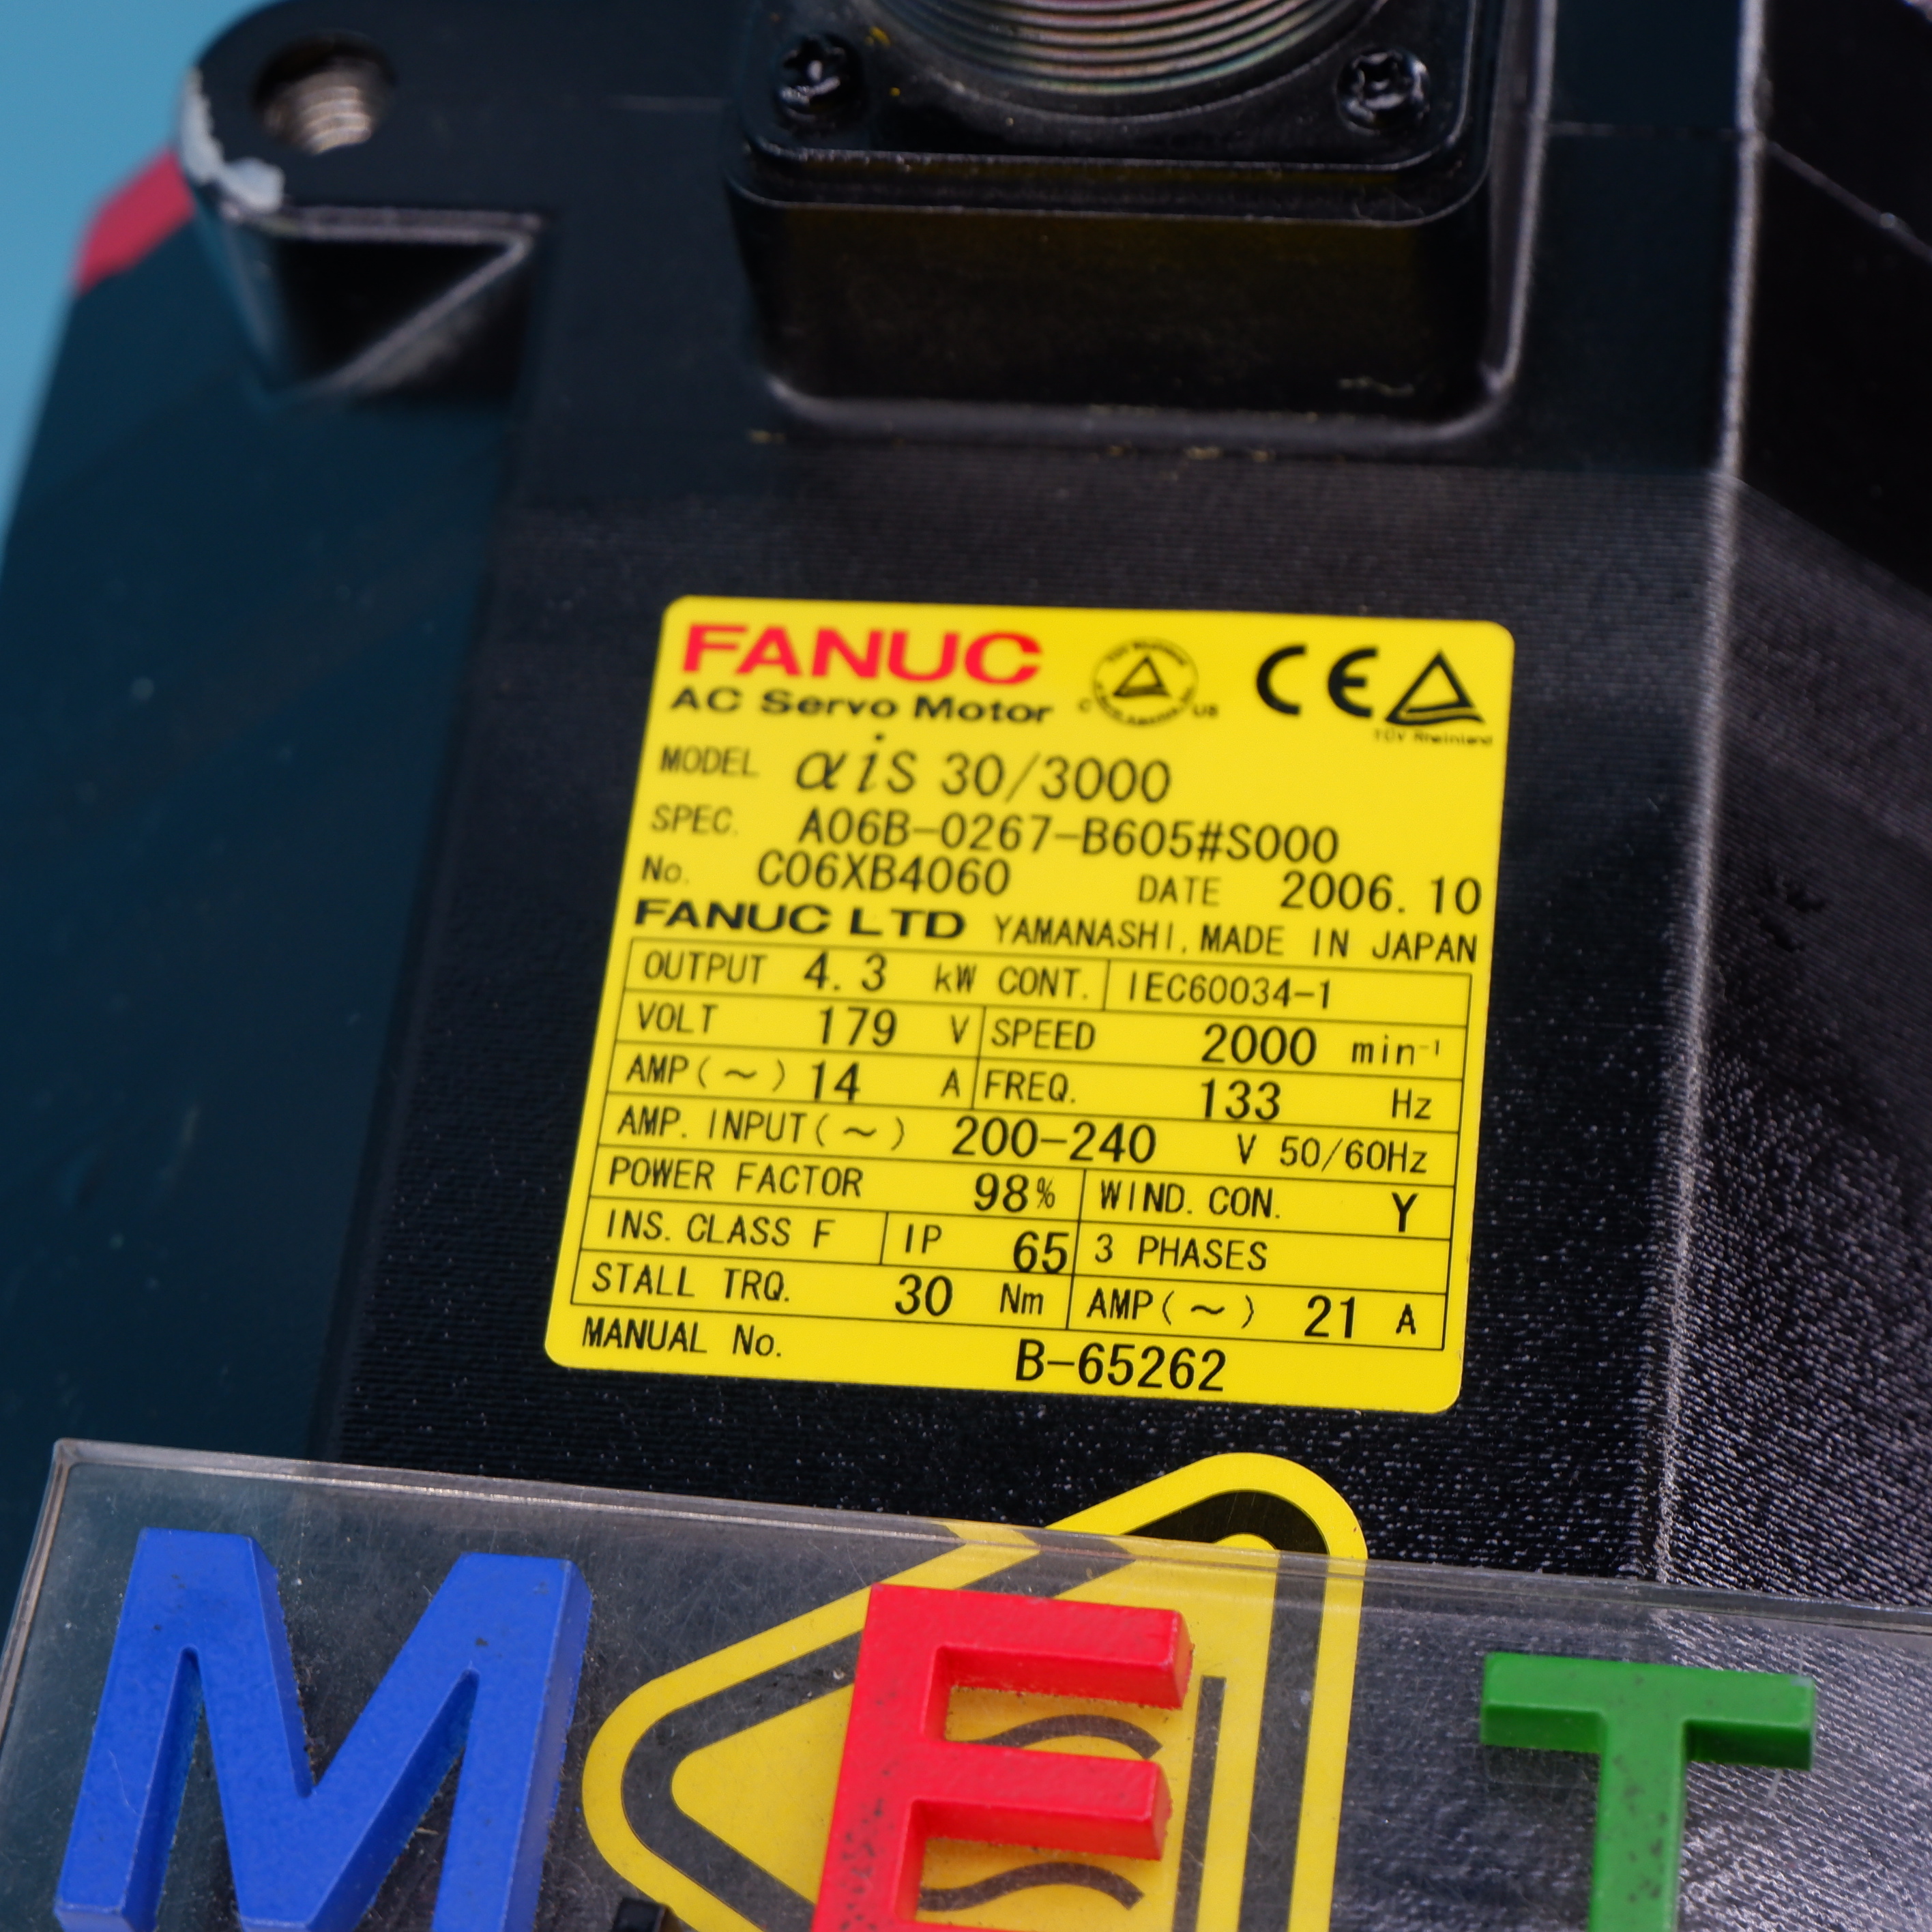 FANUC
AC Servo Motor
C US
CE
TÜV Rheinland
MODEL αiS 30/3000
SPEC. A06B-0267-B605#S000
No. C06XB4060 DATE 2006.10
FANUC LTD YAMANASHI, MADE IN JAPAN
OUTPUT 4.3 kW CONT. IEC60034-1
VOLT 179 V SPEED 2000 min⁻¹
AMP(~) 14 A FREQ. 133 Hz
AMP. INPUT(~) 200-240 V 50/60Hz
POWER FACTOR 98% WIND. CON. Y
INS. CLASS F IP 65 3 PHASES
STALL TRQ. 30 Nm AMP(~) 21 A
MANUAL No. B-65262
MET